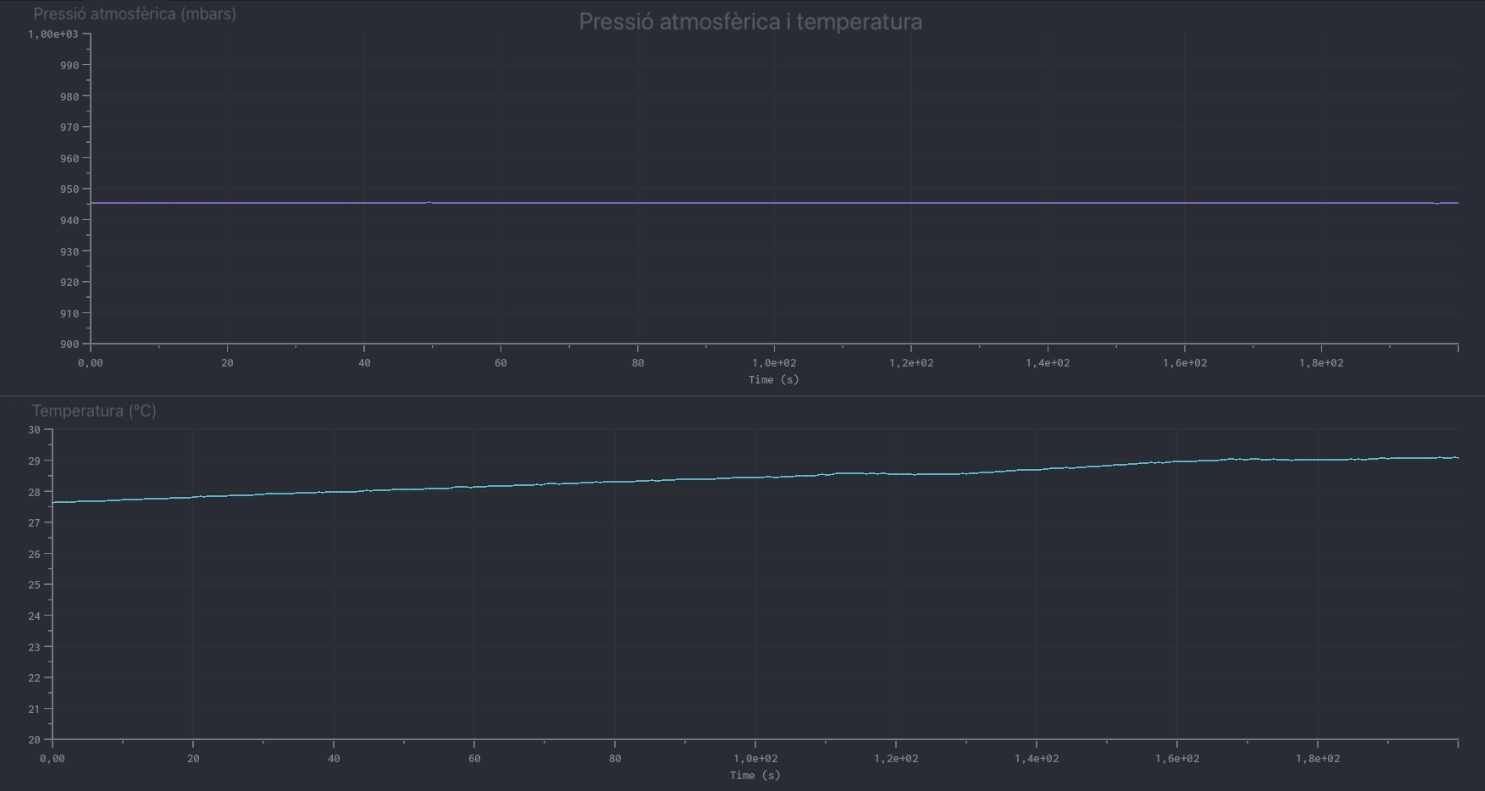 Pressió atmosfèrica (mbars)
Pressió atmosfèrica i temperatura
1,00e+03
990
980
970
960
950
940
930
920
910
900
0,00 20 40 60 80 1,0e+02 1,2e+02 1,4e+02 1,6e+02 1,8e+02
Time (s)
Temperatura (ºC)
30
29
28
27
26
25
24
23
22
21
20
0,00 20 40 60 80 1,0e+02 1,2e+02 1,4e+02 1,6e+02 1,8e+02
Time (s)